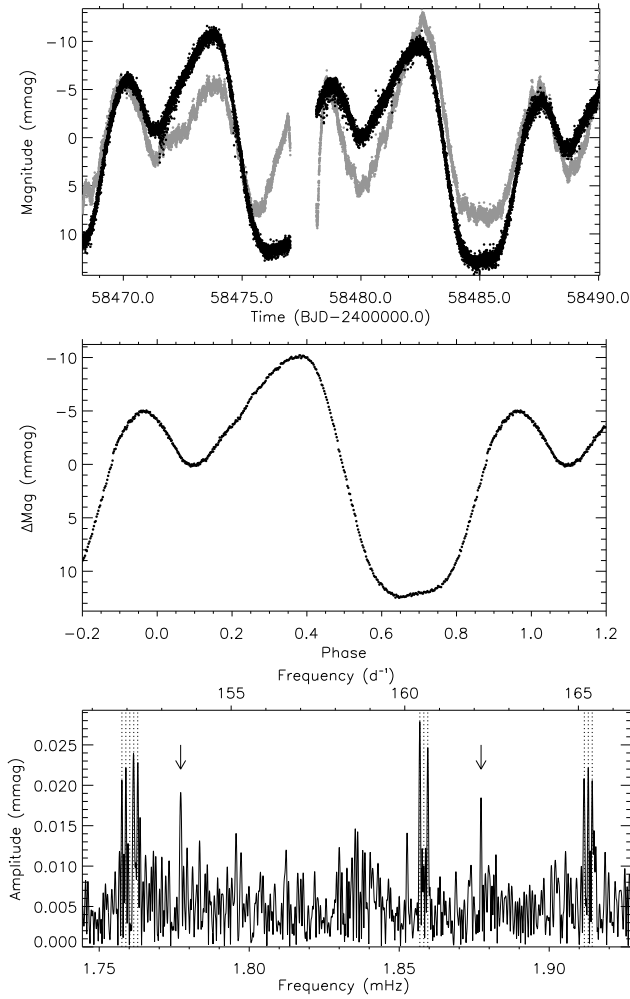 −10
−5
0
5
10
Magnitude (mmag)
58470.0 58475.0 58480.0 58485.0 58490.0
Time (BJD−2400000.0)
−10
−5
0
5
10
ΔMag (mmag)
−0.2 0.0 0.2 0.4 0.6 0.8 1.0 1.2
Phase
Frequency (d⁻¹)
155 160 165
0.025
0.020
0.015
0.010
0.005
0.000
Amplitude (mmag)
1.75 1.80 1.85 1.90
Frequency (mHz)